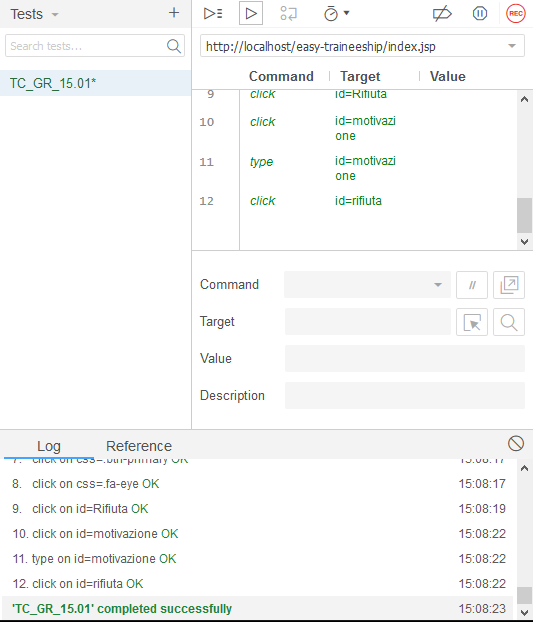 Tests
REC
Search tests...
http://localhost/easy-traineeship/index.jsp
TC_GR_15.01*
Command Target Value
9 click id=Rifiuta
10 click id=motivazi
one
11 type id=motivazi
one
12 click id=rifiuta
Command
//
Target
Value
Description
Log Reference
7. click on css=.btn-primary OK 15:08:17
8. click on css=.fa-eye OK 15:08:17
9. click on id=Rifiuta OK 15:08:19
10. click on id=motivazione OK 15:08:22
11. type on id=motivazione OK 15:08:22
12. click on id=rifiuta OK 15:08:22
'TC_GR_15.01' completed successfully 15:08:23